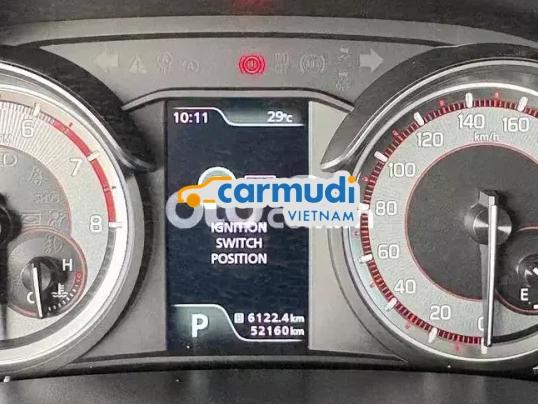 10:11 29°C
carmudi
VIETNAM
IGNITION
SWITCH
POSITION
P
B 6122.4km
52160km
6
7
8
H
C
km/h
0
20
40
60
80
100
120
140
160
E